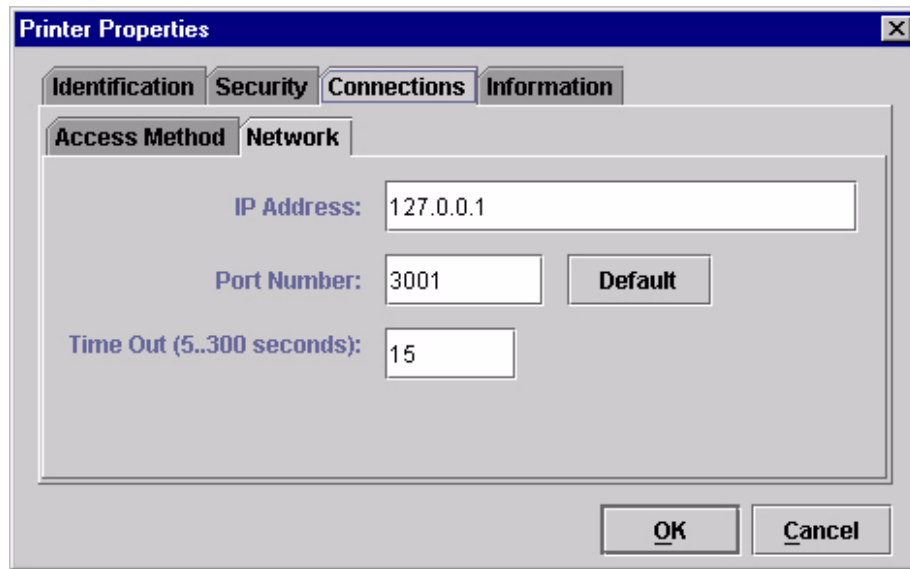 Printer Properties
Identification Security Connections Information
Access Method Network
IP Address: 127.0.0.1
Port Number: 3001 Default
Time Out (5..300 seconds): 15
OK Cancel